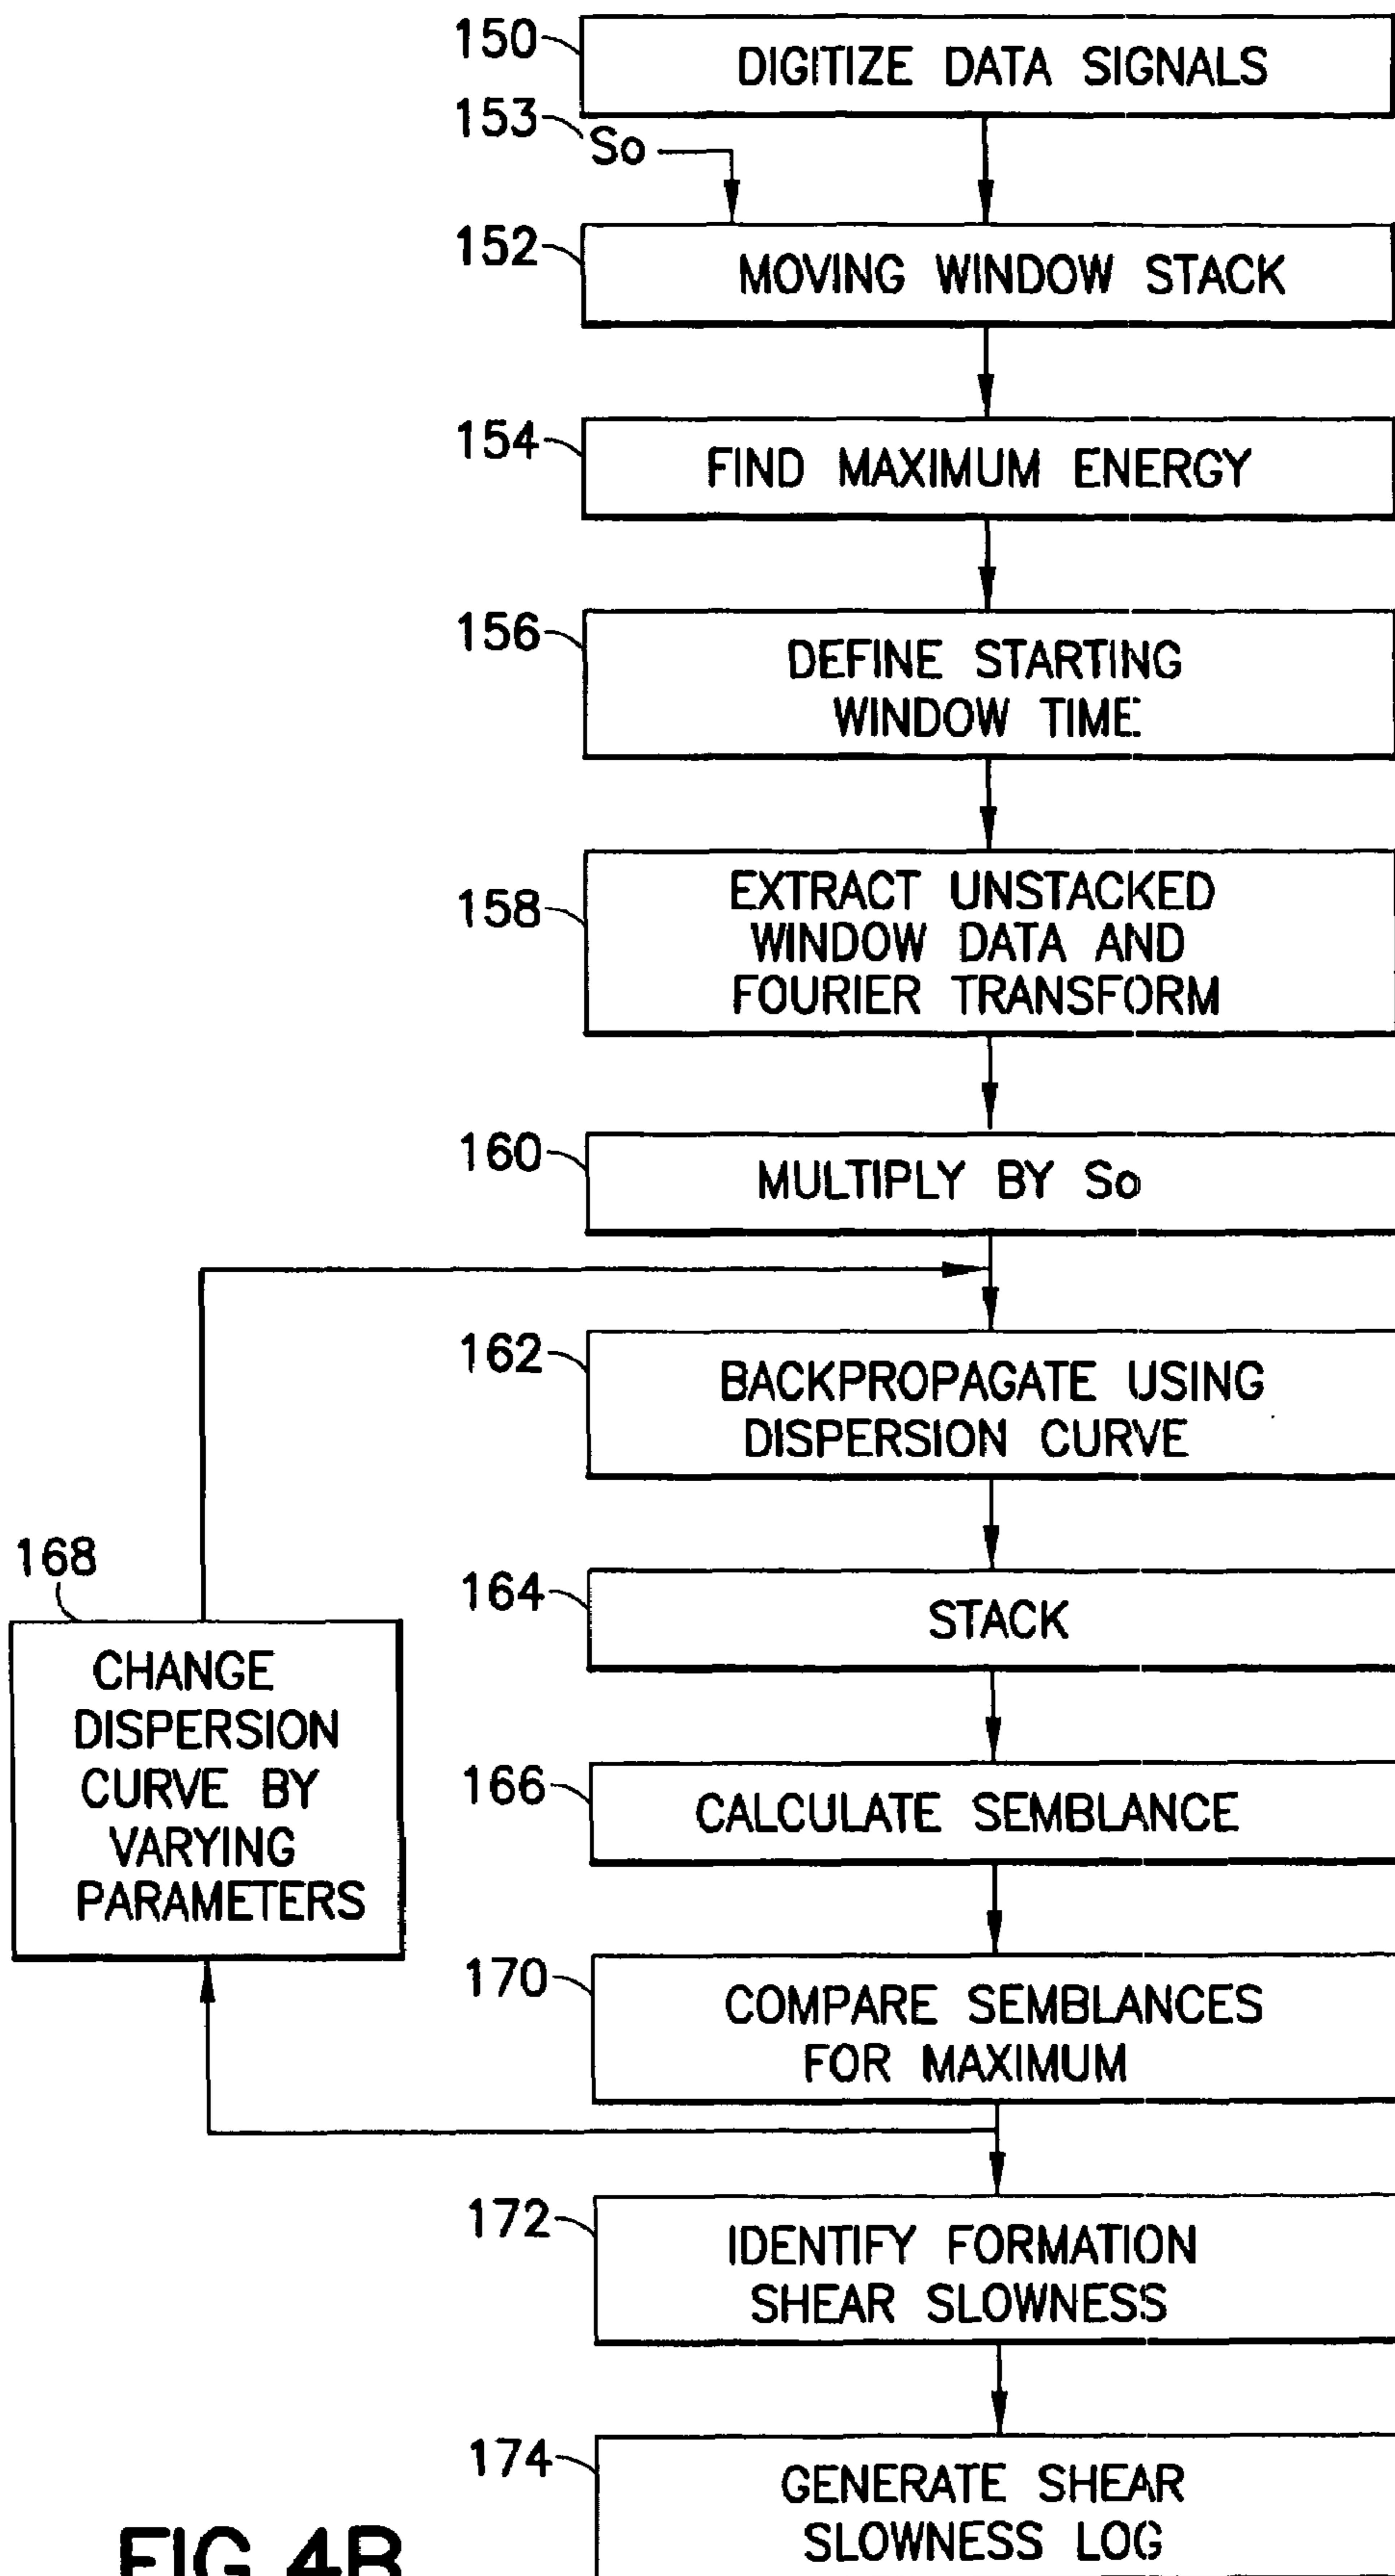 150
DIGITIZE DATA SIGNALS
153
So
152
MOVING WINDOW STACK
154
FIND MAXIMUM ENERGY
156
DEFINE STARTING
WINDOW TIME
158
EXTRACT UNSTACKED
WINDOW DATA AND
FOURIER TRANSFORM
160
MULTIPLY BY So
162
BACKPROPAGATE USING
DISPERSION CURVE
168
CHANGE
DISPERSION
CURVE BY
VARYING
PARAMETERS
164
STACK
166
CALCULATE SEMBLANCE
170
COMPARE SEMBLANCES
FOR MAXIMUM
172
IDENTIFY FORMATION
SHEAR SLOWNESS
174
GENERATE SHEAR
SLOWNESS LOG
FIG.4B